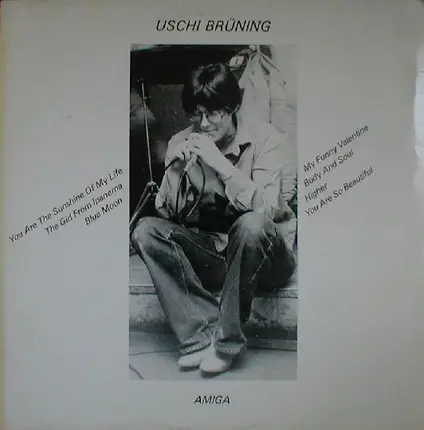 USCHI BRÜNING
You Are The Sunshine Of My Life
The Girl From Ipanema
Blue Moon
My Funny Valentine
Body And Soul
Higher
You Are So Beautiful
AMIGA